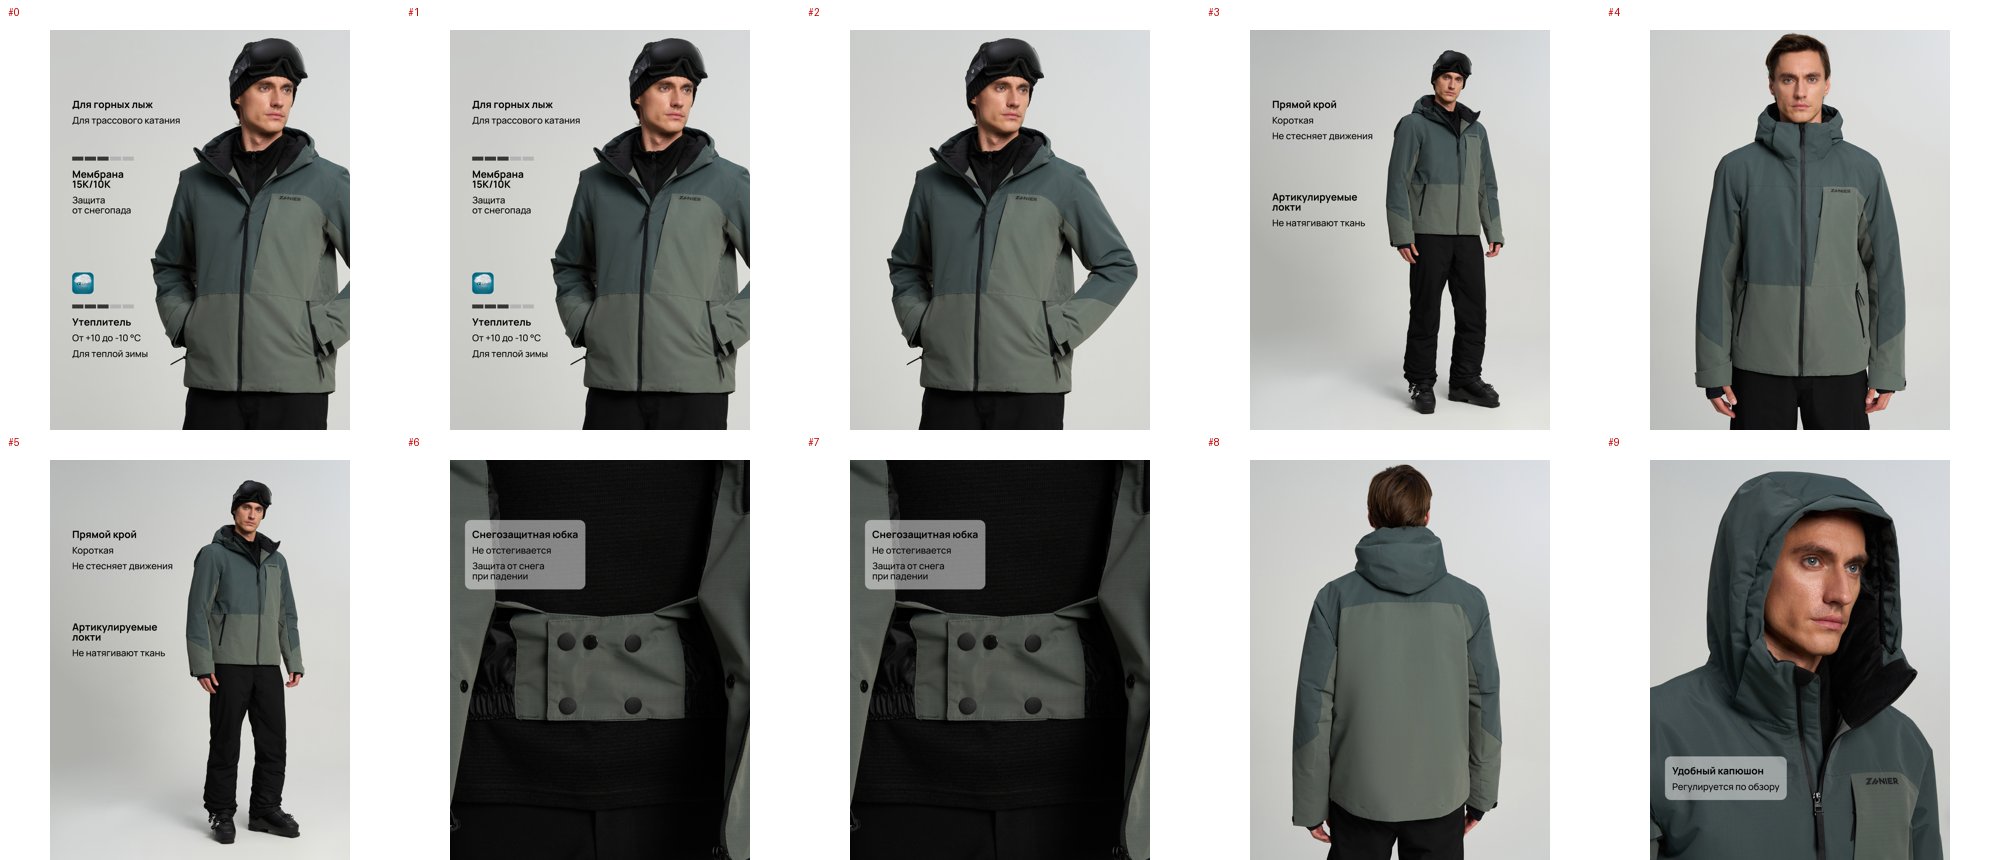 #0
#1
#2
#3
#4
Для горных лыж
Для трассового катания
Мембрана
15K/10K
Защита
от снегопада
Утеплитель
От +10 до -10 °C
Для теплой зимы
ZANIER
Для горных лыж
Для трассового катания
Мембрана
15K/10K
Защита
от снегопада
Утеплитель
От +10 до -10 °C
Для теплой зимы
ZANIER
ZANIER
Прямой крой
Короткая
Не стесняет движения
Артикулируемые
локти
Не натягивают ткань
ZANIER
#5
#6
#7
#8
#9
Прямой крой
Короткая
Не стесняет движения
Артикулируемые
локти
Не натягивают ткань
Снегозащитная юбка
Не отстегивается
Защита от снега
при падении
Снегозащитная юбка
Не отстегивается
Защита от снега
при падении
ZANIER
Удобный капюшон
Регулируется по обзору